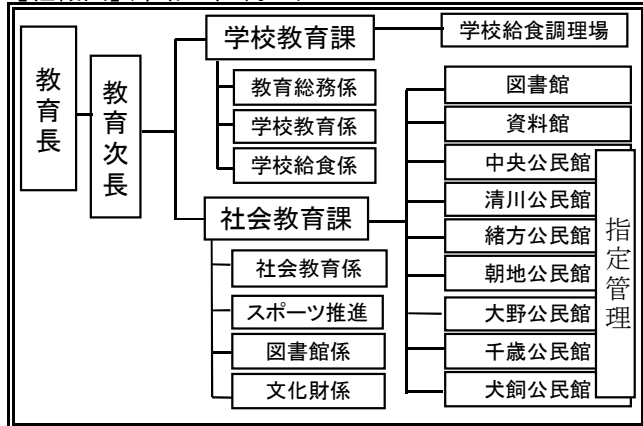 教育長
教育次長
学校教育課
学校給食調理場
教育総務係
学校教育係
学校給食係
社会教育課
社会教育係
スポーツ推進
図書館係
文化財係
図書館
資料館
中央公民館
清川公民館
緒方公民館
朝地公民館
大野公民館
千歳公民館
犬飼公民館
指定管理